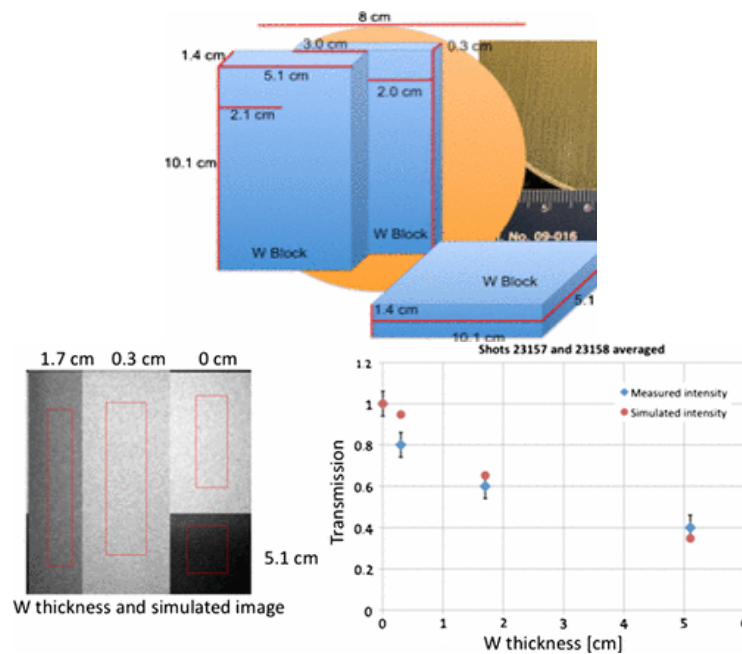 8 cm
3.0 cm
0.3 cm
1.4 cm
5.1 cm
2.0 cm
2.1 cm
10.1 cm
5 6
W Block
No. 09-016
W Block
W Block
1.4 cm
5.1
10.1 cm
1.7 cm 0.3 cm 0 cm
5.1 cm
W thickness and simulated image
Shots 23157 and 23158 averaged
1.2
1
0.8
0.6
0.4
0.2
0
Transmission
Measured intensity
Simulated intensity
0 1 2 3 4 5 6
W thickness [cm]